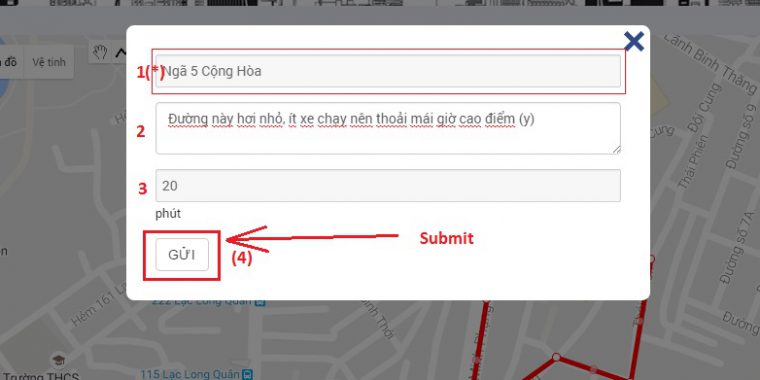 đồ
Vệ tinh
1(*)
Ngã 5 Cộng Hòa
2
Đường này hơi nhỏ, ít xe chạy nên thoải mái giờ cao điểm (y)
3
20
phút
GỬI
(4)
Submit
Lãnh Binh Thăng
Đội Cung
Thái Phiên
Đường số 9
Đường số 7A
Hẻm 161 Lạ
222 Lạc Long Quân
Bình Thới
115 Lạc Long Quân
Trường THCS